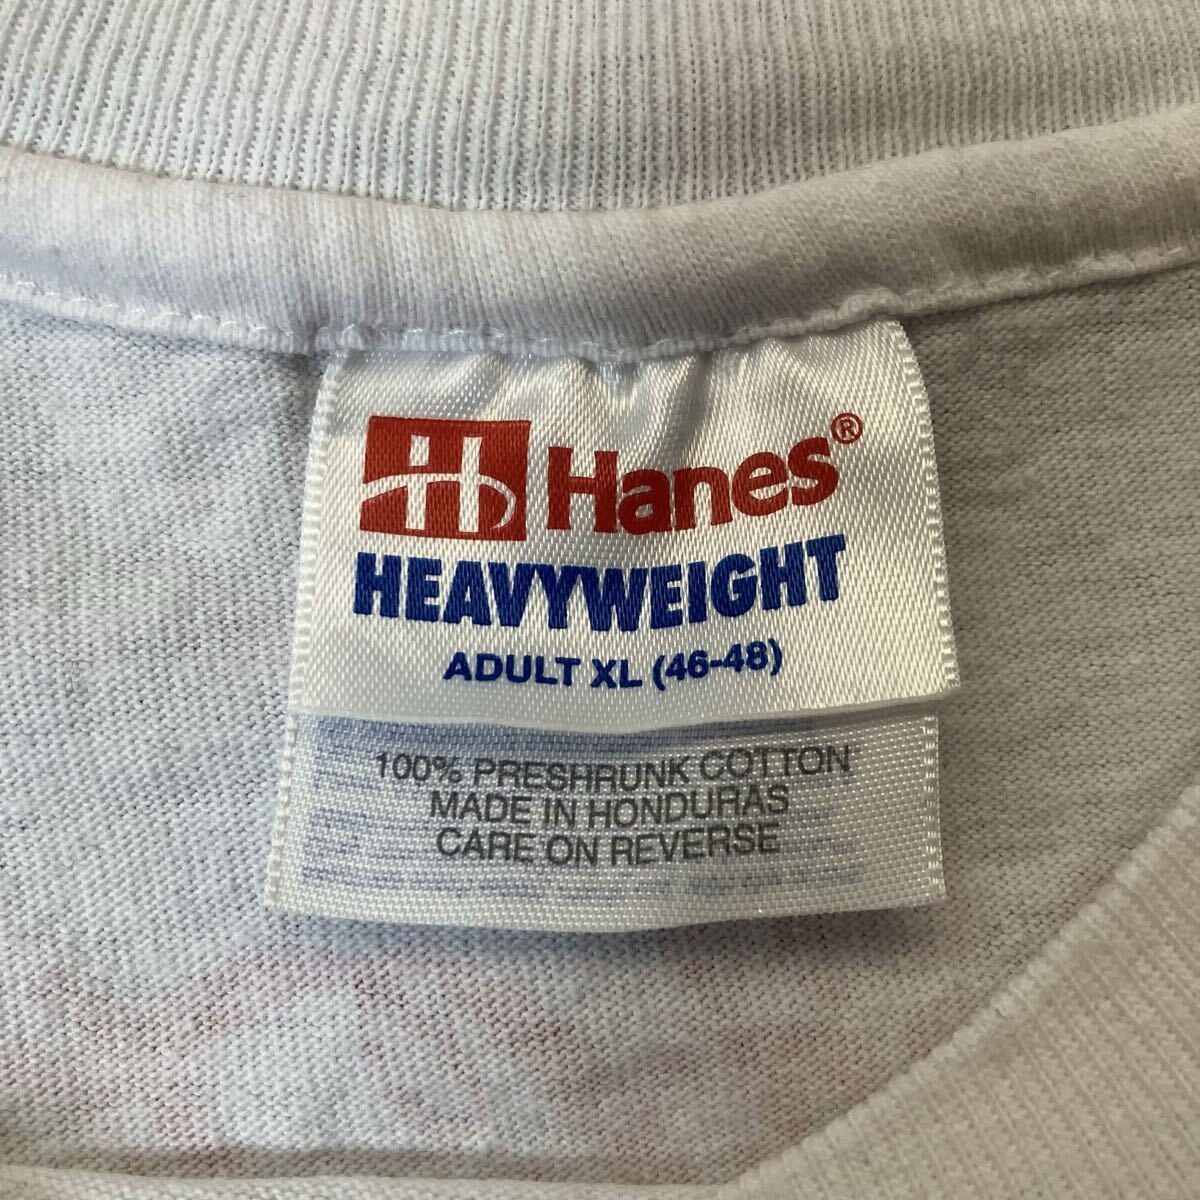 H Hanes®
HEAVYWEIGHT
ADULT XL (46-48)
100% PRESHRUNK COTTON
MADE IN HONDURAS
CARE ON REVERSE